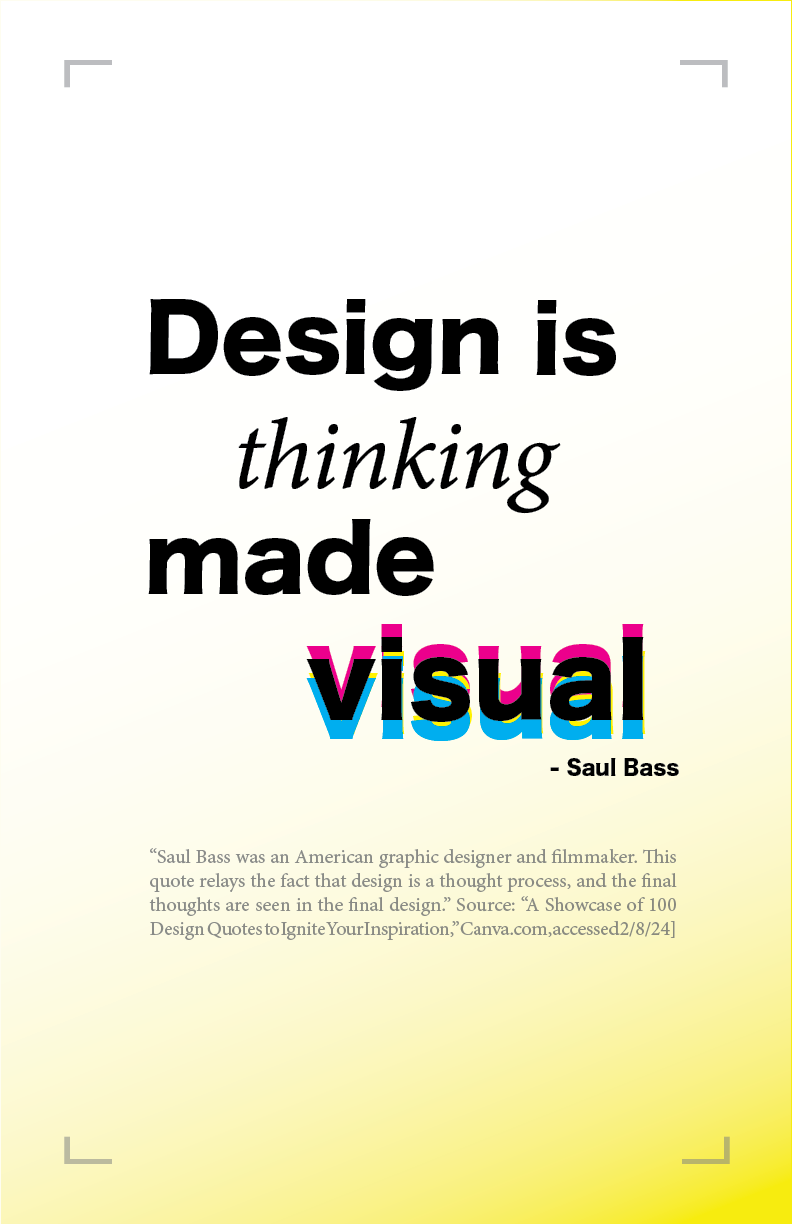 Design is
thinking
made
visual
- Saul Bass
“Saul Bass was an American graphic designer and filmmaker. This
quote relays the fact that design is a thought process, and the final
thoughts are seen in the final design.” Source: “A Showcase of 100
Design Quotes to Ignite Your Inspiration,” Canva.com, accessed 2/8/24]